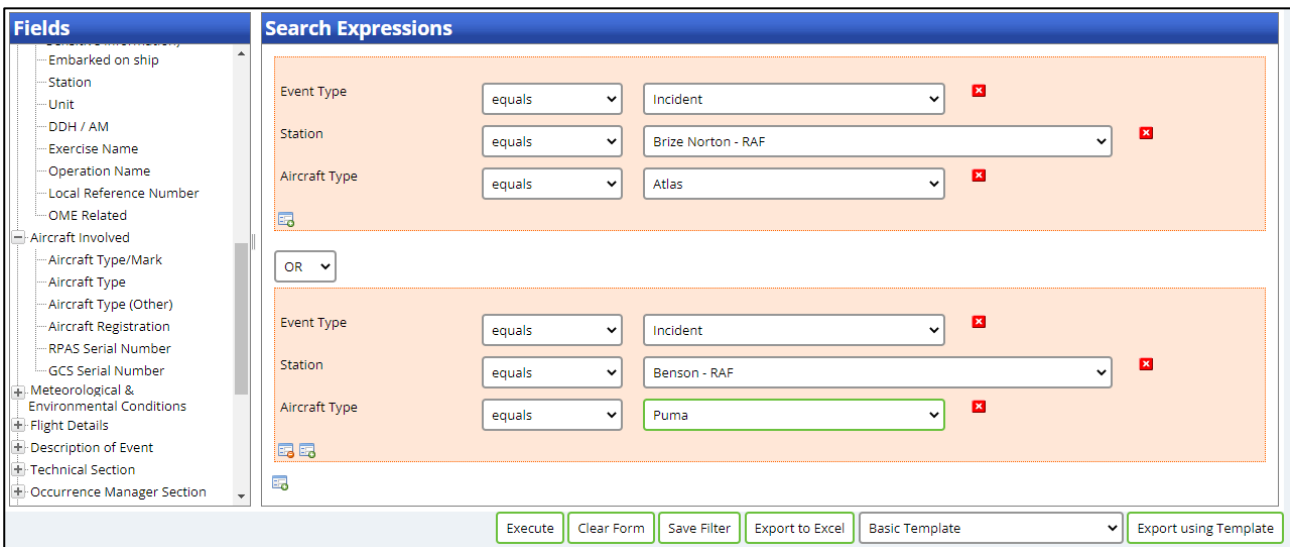 Fields
Sensitive Information)
Embarked on ship
Station
Unit
DDH / AM
Exercise Name
Operation Name
Local Reference Number
OME Related
Aircraft Involved
Aircraft Type/Mark
Aircraft Type
Aircraft Type (Other)
Aircraft Registration
RPAS Serial Number
GCS Serial Number
Meteorological &
Environmental Conditions
Flight Details
Description of Event
Technical Section
Occurrence Manager Section
Search Expressions
Event Type equals Incident
Station equals Brize Norton - RAF
Aircraft Type equals Atlas
OR
Event Type equals Incident
Station equals Benson - RAF
Aircraft Type equals Puma
Execute Clear Form Save Filter Export to Excel Basic Template Export using Template